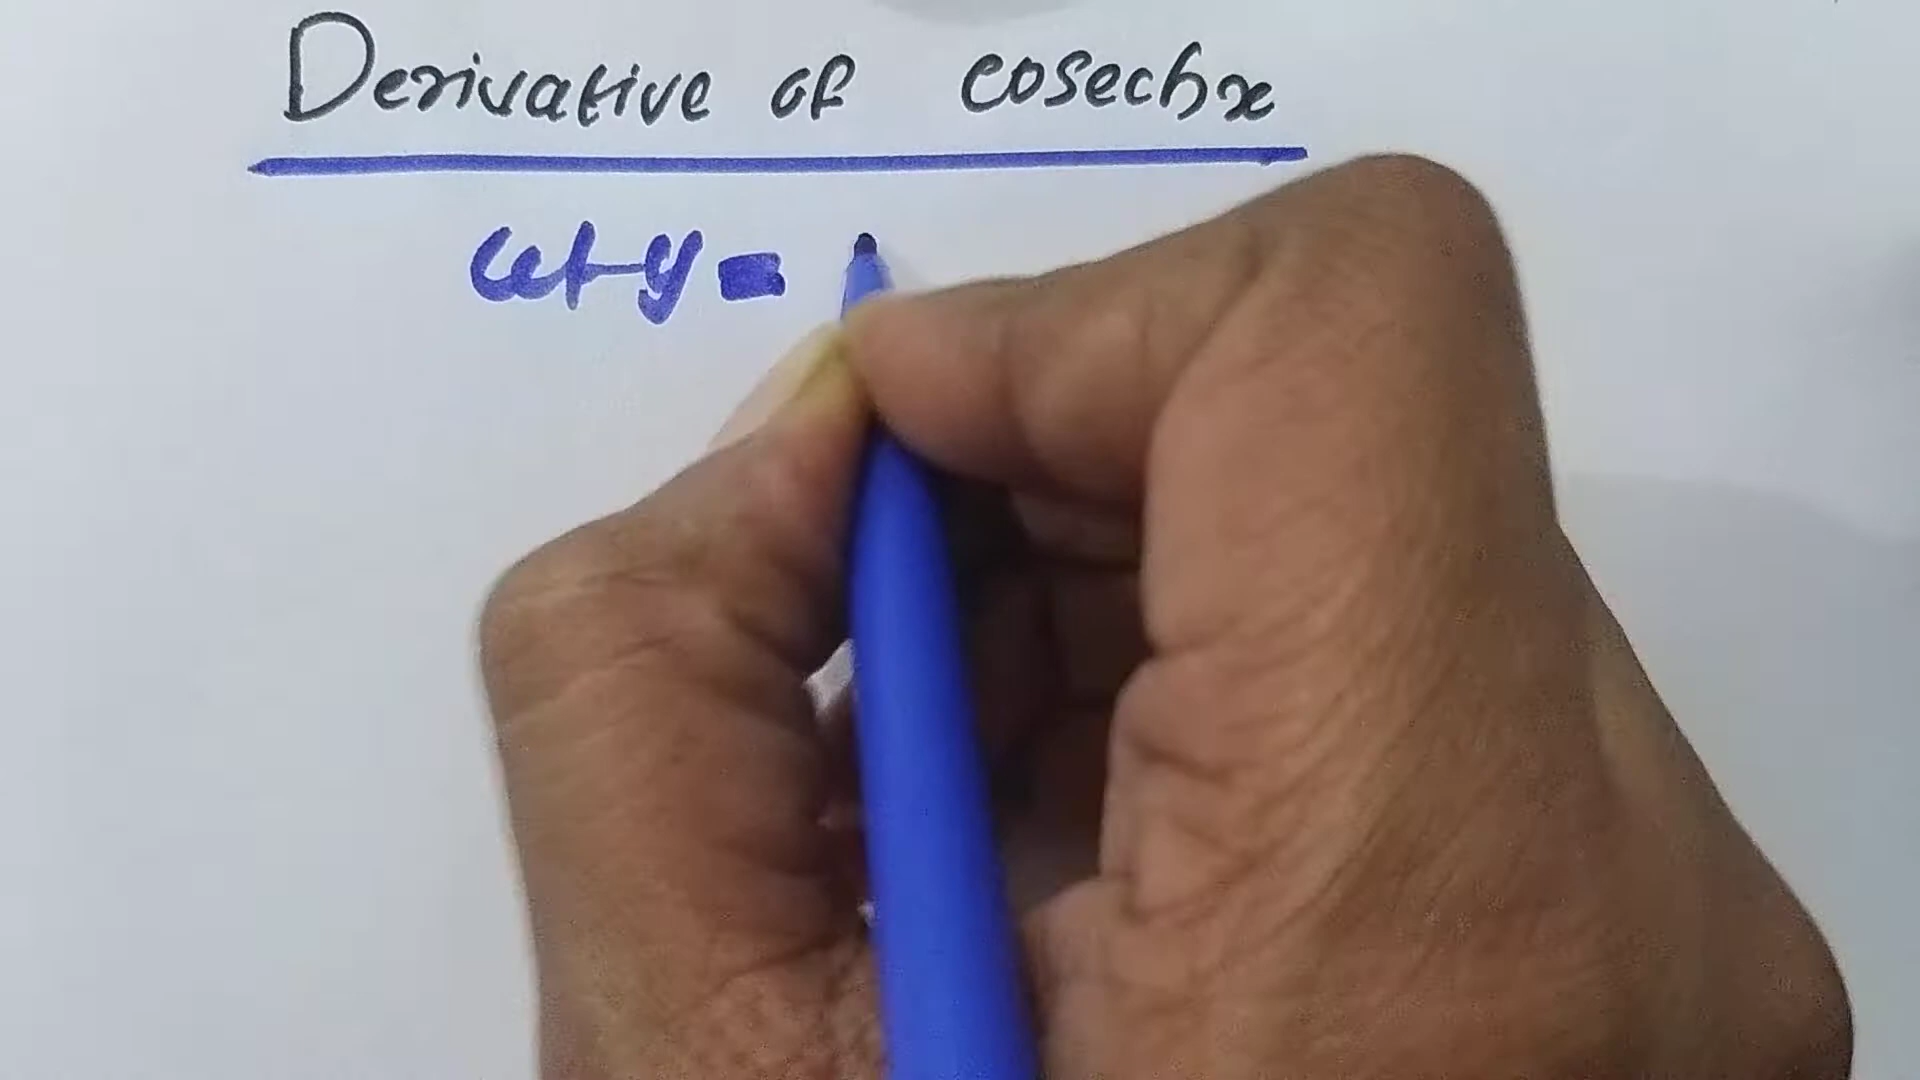 Derivative of cosechx
let y =